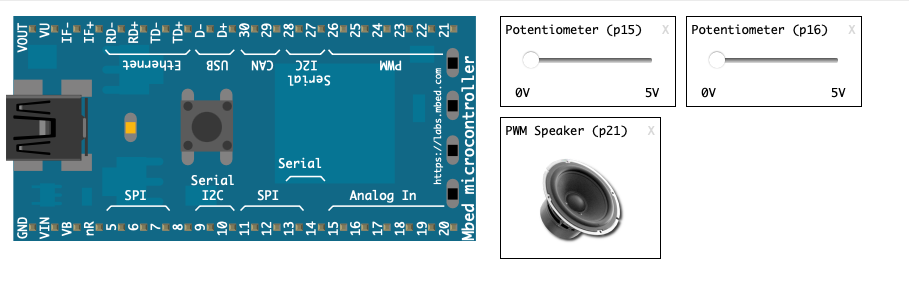 VOUT VU IF- IF+ RD- RD+ TD- TD+ D- D+ 30 29 28 27 26 25 24 23 22 21
Ethernet USB CAN I2C PWM
Serial
https://labs.mbed.com
Mbed microcontroller
Serial
SPI Serial SPI Analog In
I2C
GND VIN VB nR 5 6 7 8 9 10 11 12 13 14 15 16 17 18 19 20
Potentiometer (p15) X
0V 5V
Potentiometer (p16) X
0V 5V
PWM Speaker (p21) X